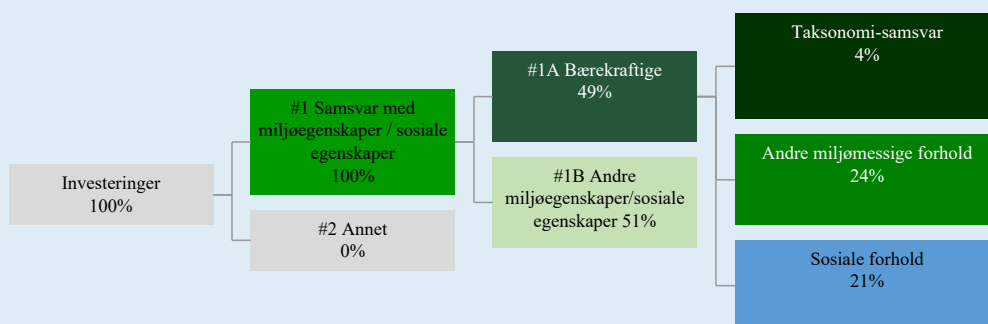 Investeringer
100%
#1 Samsvar med
miljøegenskaper / sosiale
egenskaper
100%
#2 Annet
0%
#1A Bærekraftige
49%
#1B Andre
miljøegenskaper/sosiale
egenskaper 51%
Taksonomi-samsvar
4%
Andre miljømessige forhold
24%
Sosiale forhold
21%